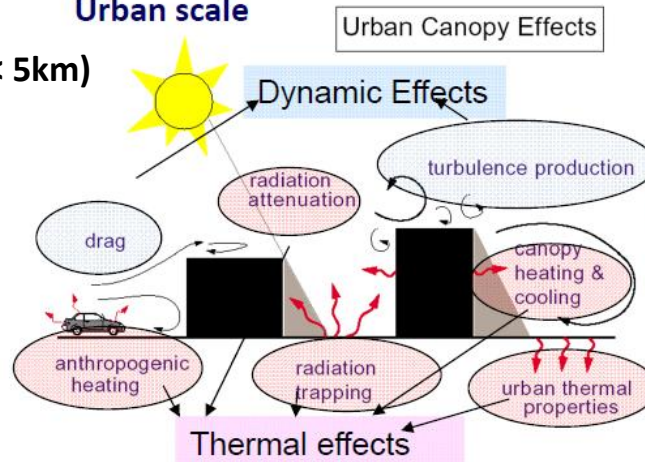 Urban scale
Urban Canopy Effects
5km)
Dynamic Effects
turbulence production
radiation
attenuation
drag
canopy
heating &
cooling
anthropogenic
heating
radiation
trapping
urban thermal
properties
Thermal effects